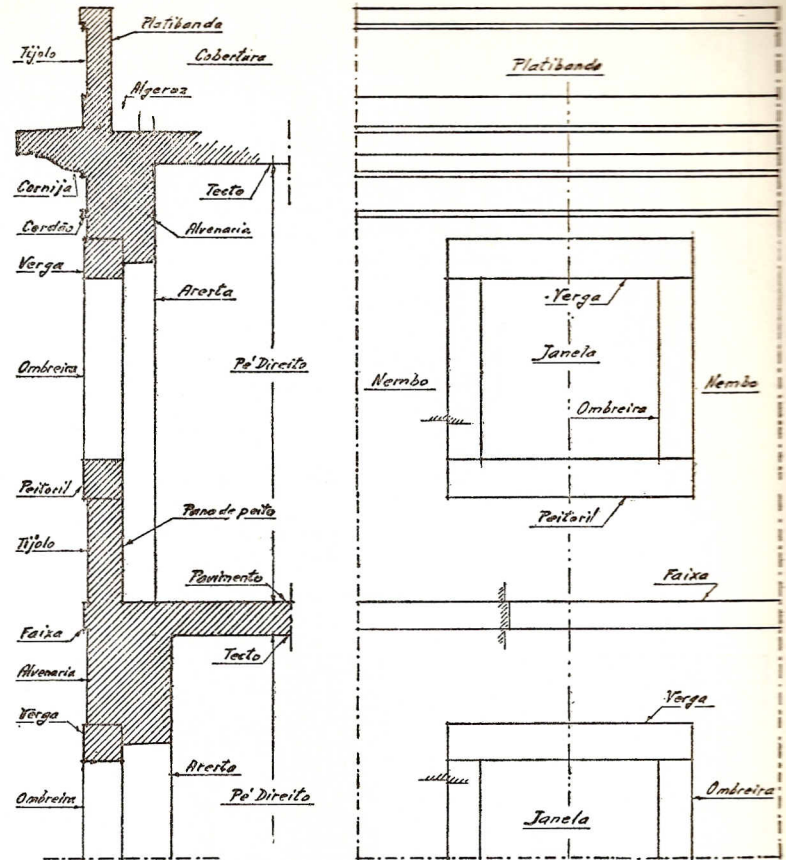 Platibanda
Tijolo
Cobertura
Algeroz
Cornija
Tecto
Cordão
Alvenaria
Verga
Aresta
Ombreira
Pé Direito
Peitoril
Pano de peito
Tijolo
Pavimento
Faixa
Tecto
Alvenaria
Verga
Aresta
Ombreira
Pé Direito
Platibanda
Verga
Janela
Nembo
Nembo
Ombreira
Peitoril
Faixa
Verga
Ombreira
Janela